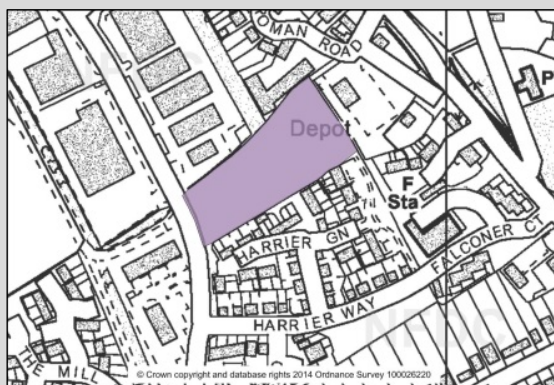 ROMAN ROAD
Depot
P
F
Sta
HARRIER GN
FALCONER CT
HARRIER WAY
THE MILL
NFDC
© Crown copyright and database rights 2014 Ordnance Survey 100026220